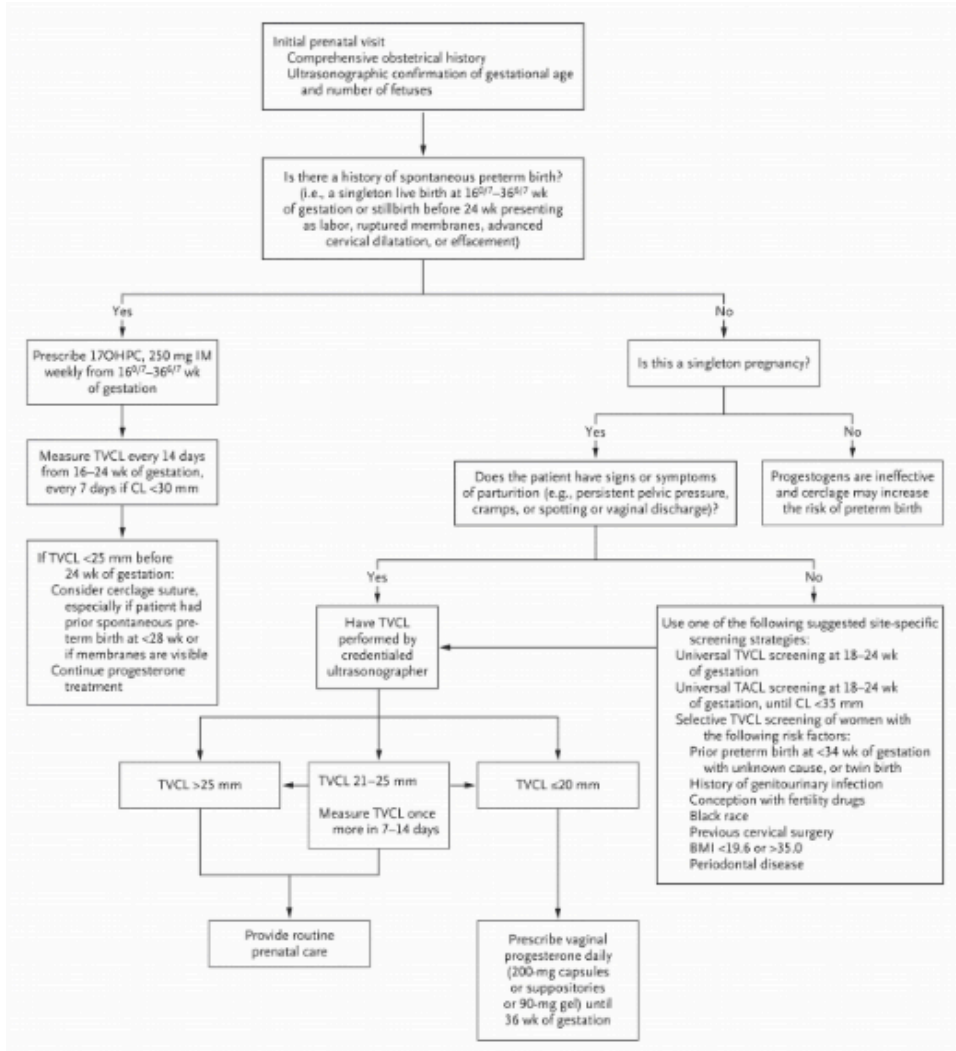 Initial prenatal visit
Comprehensive obstetrical history
Ultrasonographic confirmation of gestational age
and number of fetuses
Is there a history of spontaneous preterm birth?
(i.e., a singleton live birth at 16⁰/⁷–36⁶/⁷ wk
of gestation or stillbirth before 24 wk presenting
as labor, ruptured membranes, advanced
cervical dilatation, or effacement)
Yes
No
Prescribe 17OHPC, 250 mg IM
weekly from 16⁰/⁷–36⁶/⁷ wk
of gestation
Is this a singleton pregnancy?
Yes
No
Measure TVCL every 14 days
from 16–24 wk of gestation,
every 7 days if CL <30 mm
Does the patient have signs or symptoms
of parturition (e.g., persistent pelvic pressure,
cramps, or spotting or vaginal discharge)?
Progestogens are ineffective
and cerclage may increase
the risk of preterm birth
If TVCL <25 mm before
24 wk of gestation:
Consider cerclage suture,
especially if patient had
prior spontaneous pre-
term birth at <28 wk or
if membranes are visible
Continue progesterone
treatment
Yes
No
Have TVCL
performed by
credentialed
ultrasonographer
Use one of the following suggested site-specific
screening strategies:
Universal TVCL screening at 18–24 wk
of gestation
Universal TACL screening at 18–24 wk
of gestation, until CL <35 mm
Selective TVCL screening of women with
the following risk factors:
Prior preterm birth at <34 wk of gestation
with unknown cause, or twin birth
History of genitourinary infection
Conception with fertility drugs
Black race
Previous cervical surgery
BMI <19.6 or >35.0
Periodontal disease
TVCL >25 mm
TVCL 21–25 mm
Measure TVCL once
more in 7–14 days
TVCL ≤20 mm
Provide routine
prenatal care
Prescribe vaginal
progesterone daily
(200-mg capsules
or suppositories
or 90-mg gel) until
36 wk of gestation